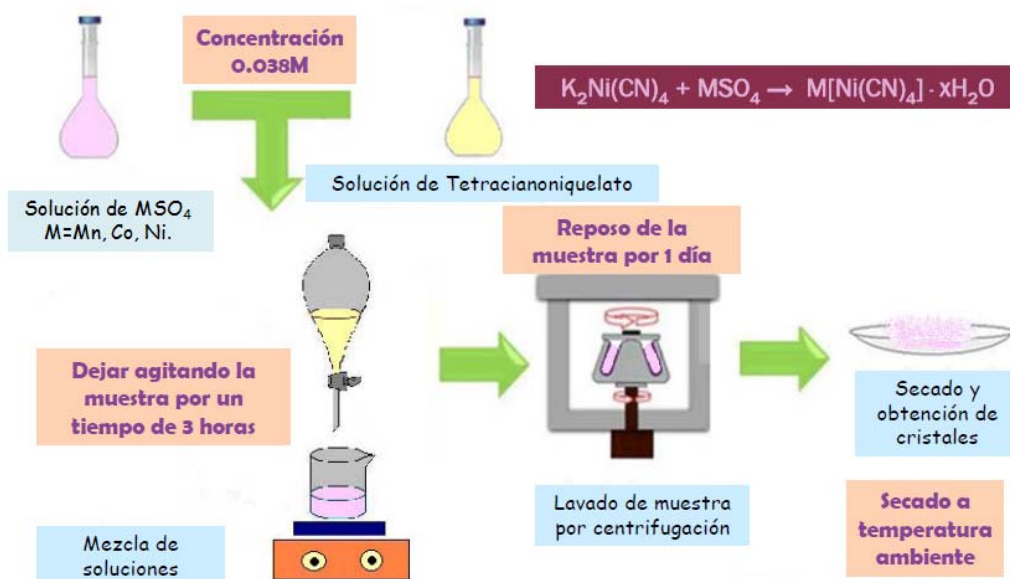 Concentración
0.038M
K₂Ni(CN)₄ + MSO₄ → M[Ni(CN)₄] · xH₂O
Solución de MSO₄
M=Mn, Co, Ni.
Solución de Tetracianoniquelato
Reposo de la
muestra por 1 día
Dejar agitando la
muestra por un
tiempo de 3 horas
Secado y
obtención de
cristales
Mezcla de
soluciones
Lavado de muestra
por centrifugación
Secado a
temperatura
ambiente